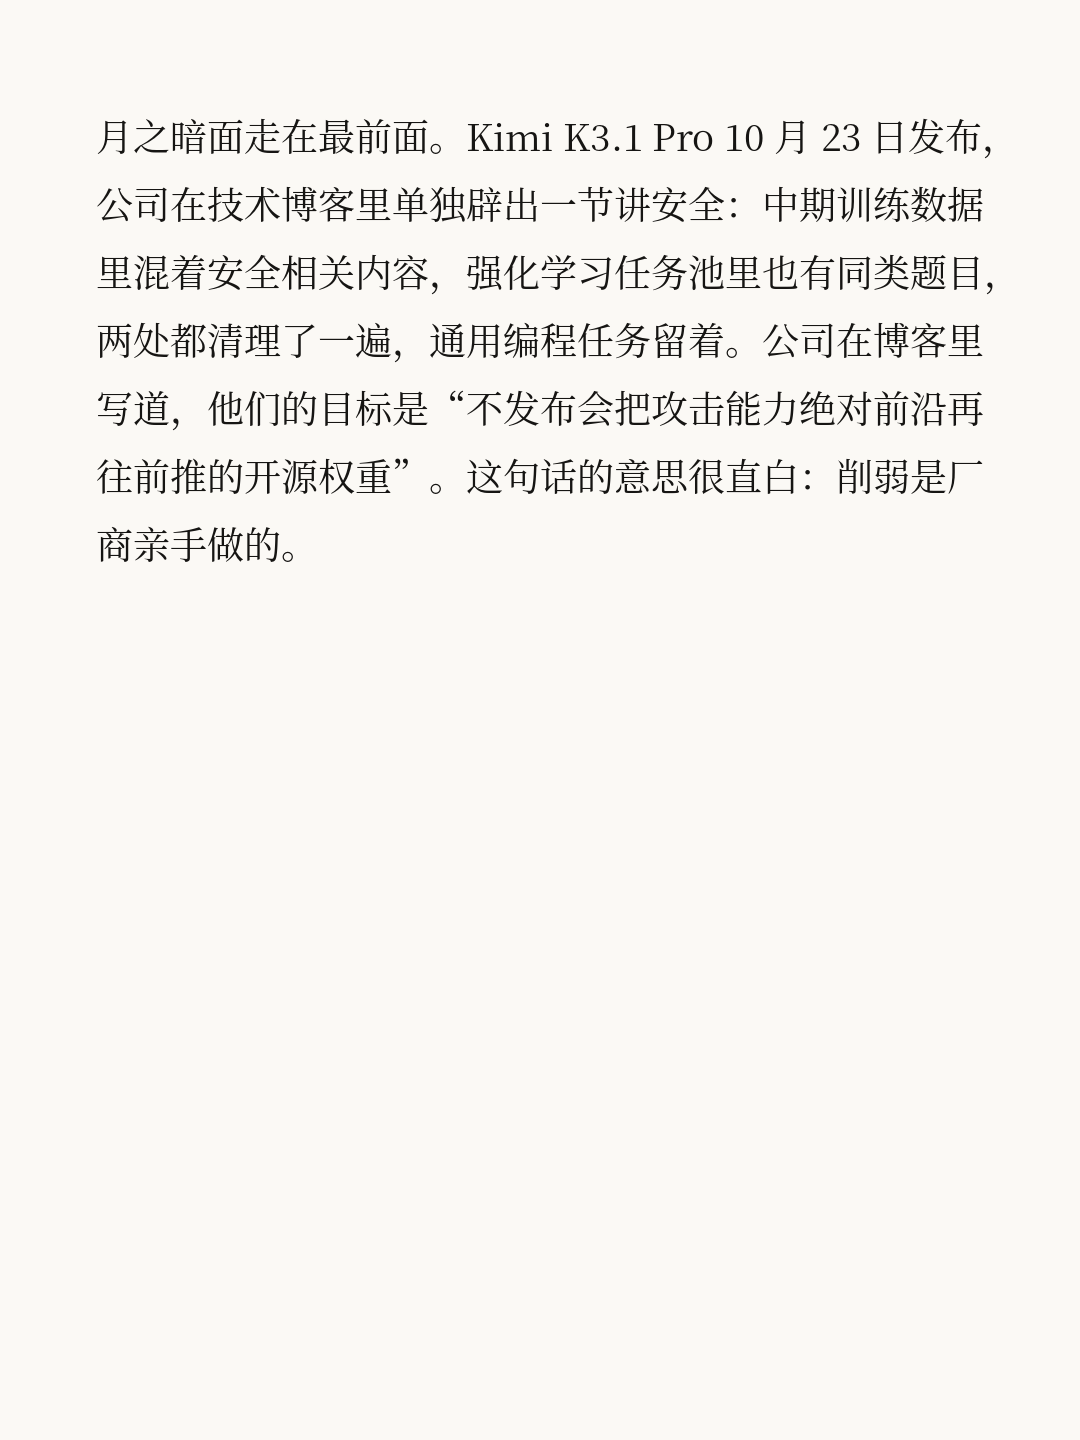 月之暗面走在最前面。Kimi K3.1 Pro 10 月 23 日发布，
公司在技术博客里单独辟出一节讲安全：中期训练数据
里混着安全相关内容，强化学习任务池里也有同类题目，
两处都清理了一遍，通用编程任务留着。公司在博客里
写道，他们的目标是“不发布会把攻击能力绝对前沿再
往前推的开源权重”。这句话的意思很直白：削弱是厂
商亲手做的。